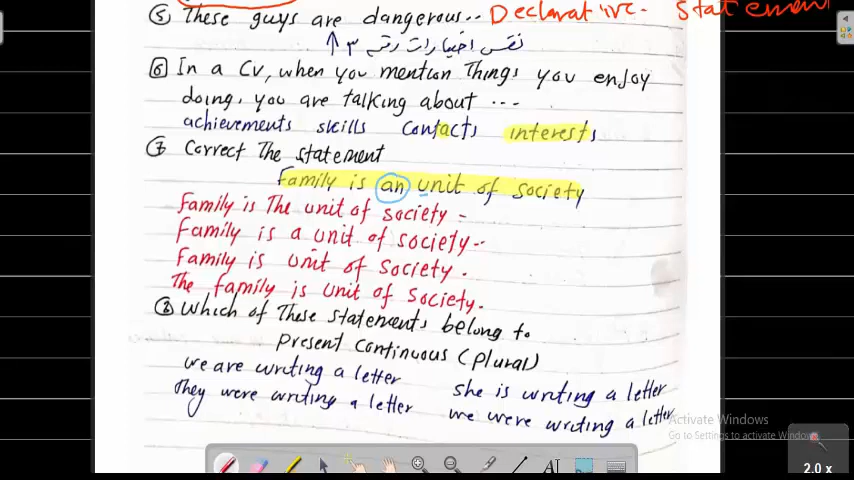 ⑤ These guys are dangerous.. Declarative. Statement
↑ نفس اختيارات رقم ٣
⑥ In a CV, when you mention Things you enjoy
doing, you are talking about ...
achievements skills contacts interests
⑦ Correct The statement
Family is an unit of society
Family is The unit of society -
Family is a unit of society..
Family is unit of society.
The family is unit of society.
⑧ Which of These statements belong to
present continuous (plural)
we are writing a letter
she is writing a letter
They were writing a letter
we were writing a letter
Activate Windows
Go to Settings to activate Windows.
2.0 x